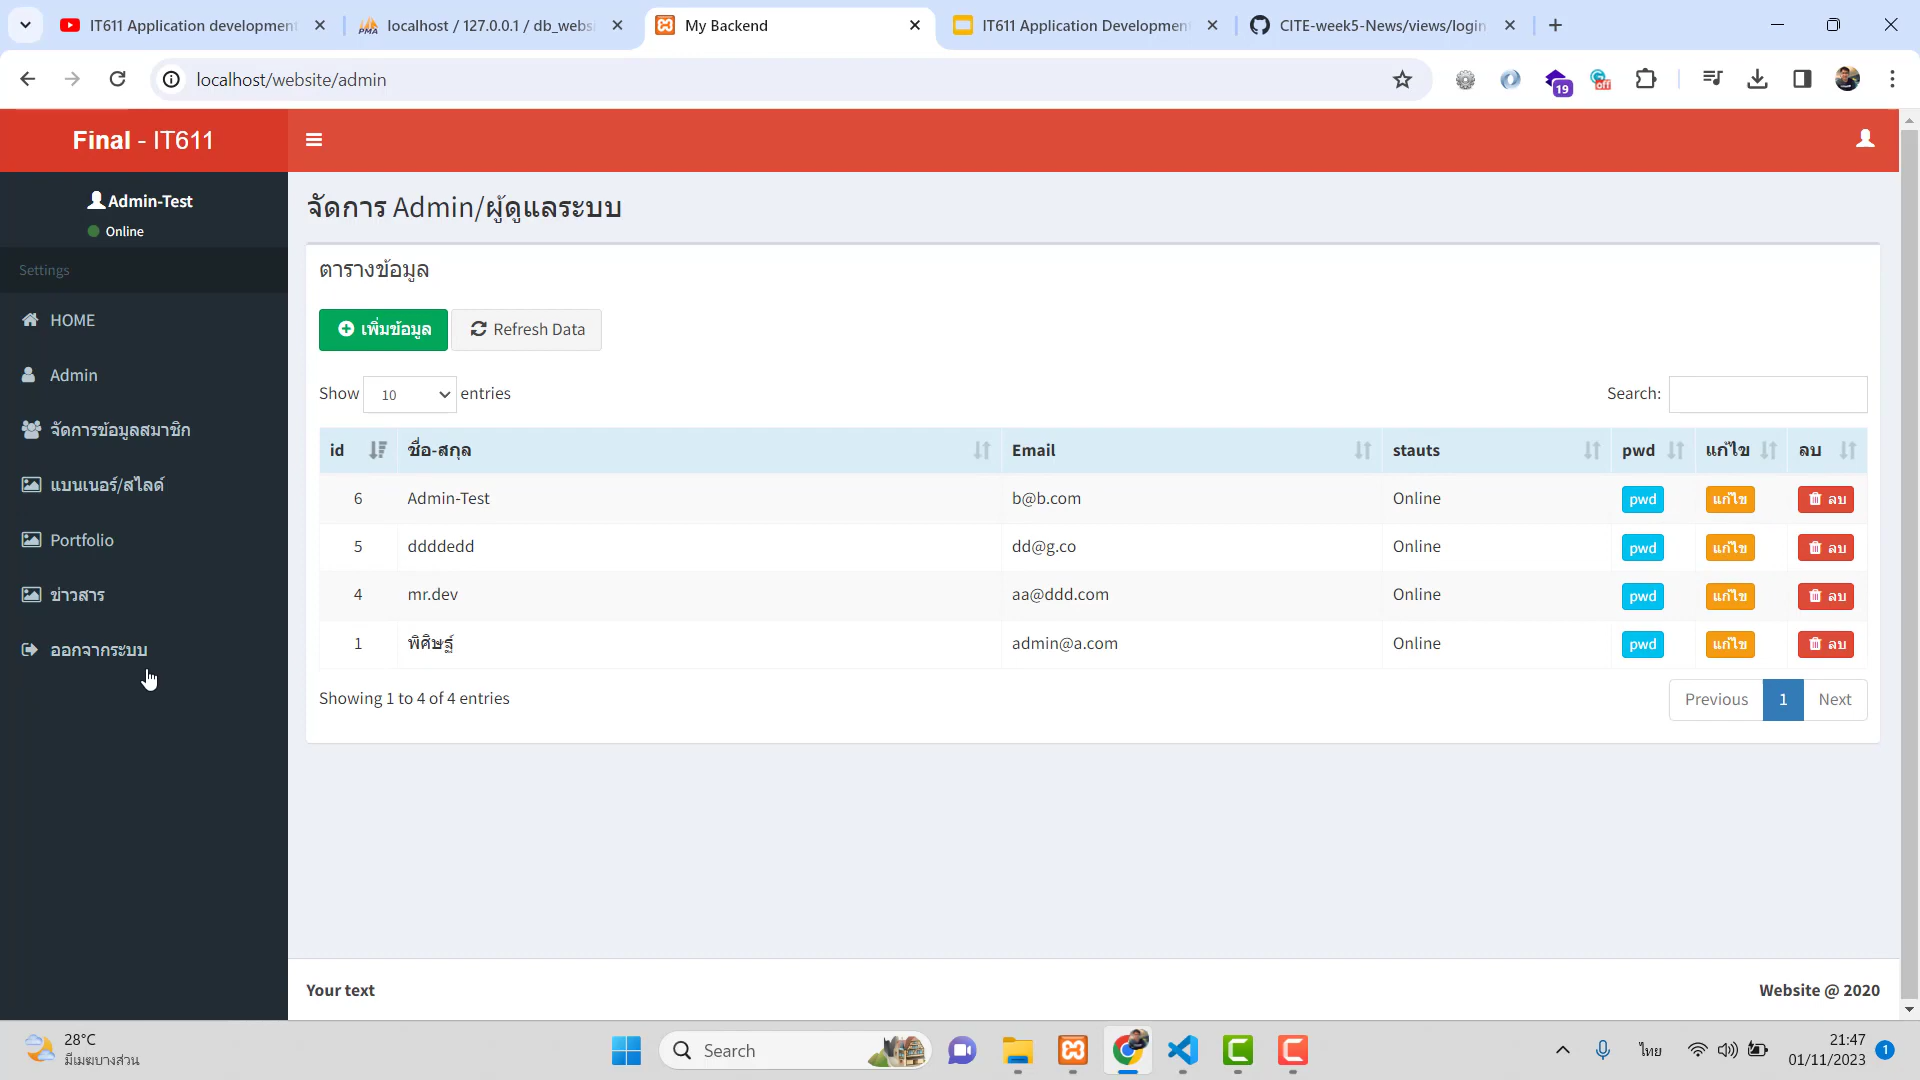 IT611 Application development
localhost / 127.0.0.1 / db_webs
My Backend
IT611 Application Development
CITE-week5-News/views/login
localhost/website/admin
19
off
Final - IT611
Admin-Test
Online
Settings
HOME
Admin
จัดการข้อมูลสมาชิก
แบนเนอร์/สไลด์
Portfolio
ข่าวสาร
ออกจากระบบ
จัดการ Admin/ผู้ดูแลระบบ
ตารางข้อมูล
เพิ่มข้อมูล Refresh Data
Show 10 entries
Search:
id ชื่อ-สกุล Email stauts pwd แก้ไข ลบ
6 Admin-Test b@b.com Online pwd แก้ไข ลบ
5 ddddedd dd@g.co Online pwd แก้ไข ลบ
4 mr.dev aa@ddd.com Online pwd แก้ไข ลบ
1 พิศิษฐ์ admin@a.com Online pwd แก้ไข ลบ
Showing 1 to 4 of 4 entries
Previous 1 Next
Your text
Website @ 2020
28°C
มีเมฆบางส่วน
Search
ไทย
21:47
01/11/2023
1